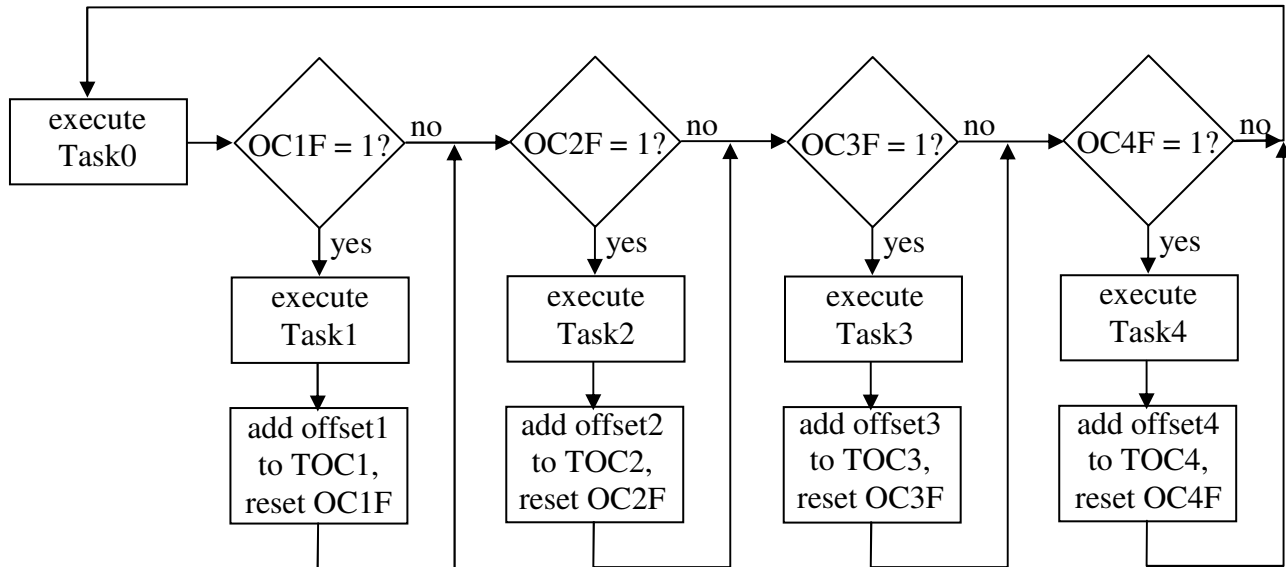 execute
Task0
OC1F = 1?
no
OC2F = 1?
no
OC3F = 1?
no
OC4F = 1?
no
yes
yes
yes
yes
execute
Task1
execute
Task2
execute
Task3
execute
Task4
add offset1
to TOC1,
reset OC1F
add offset2
to TOC2,
reset OC2F
add offset3
to TOC3,
reset OC3F
add offset4
to TOC4,
reset OC4F